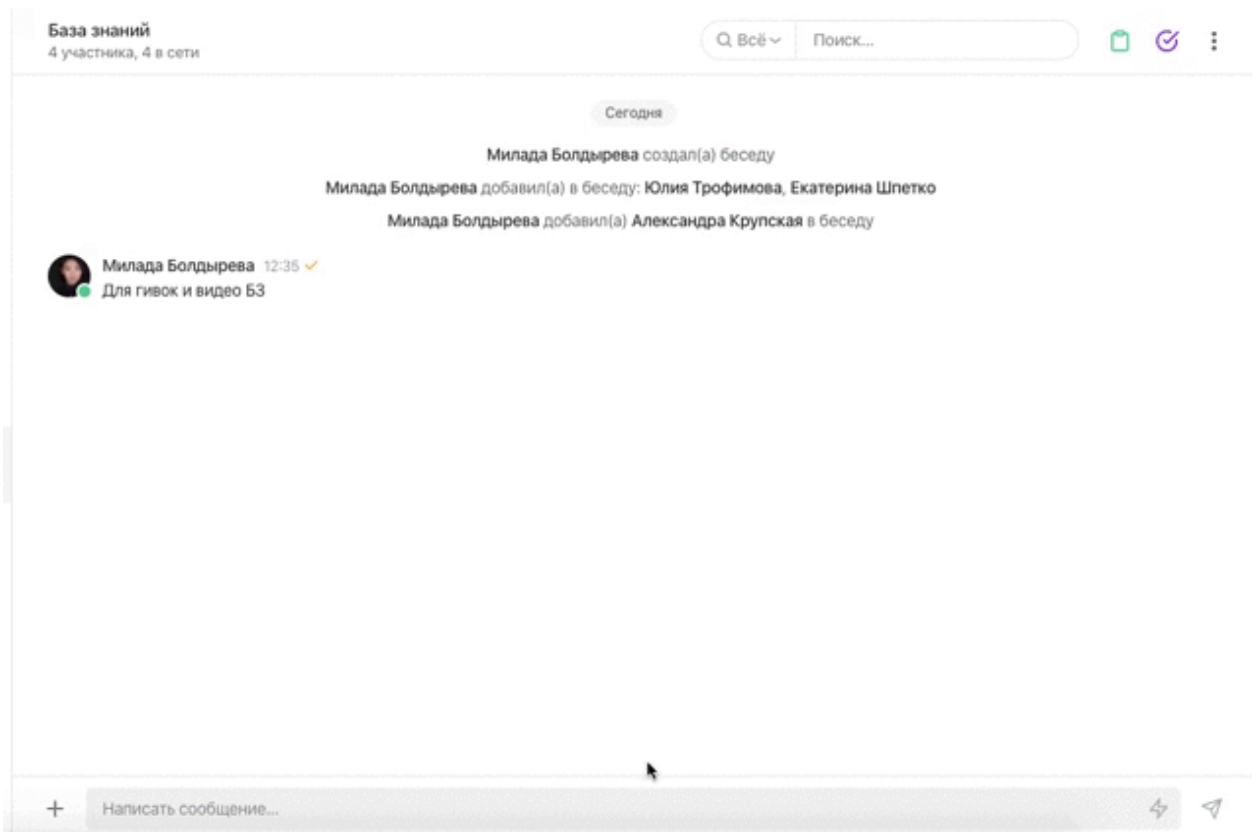 База знаний
4 участника, 4 в сети
Всё
Поиск...
Сегодня
Милада Болдырева создал(а) беседу
Милада Болдырева добавил(а) в беседу: Юлия Трофимова, Екатерина Шпетко
Милада Болдырева добавил(а) Александра Крупская в беседу
Милада Болдырева 12:35
Для гивок и видео БЗ
Написать сообщение...